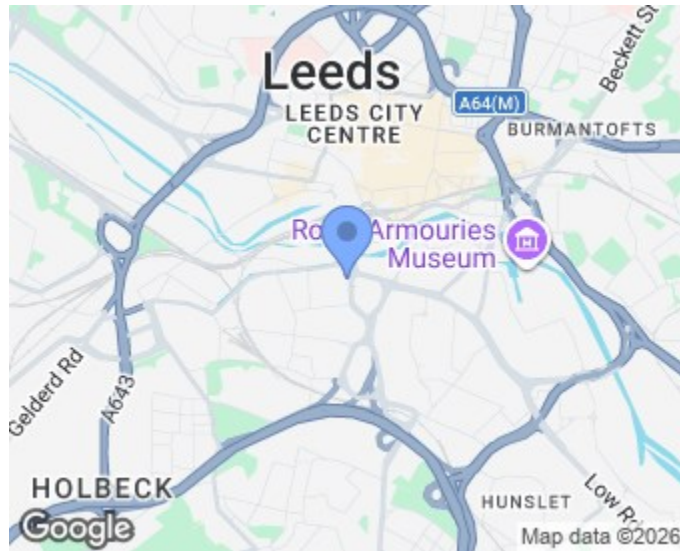 Beckett St
Leeds
LEEDS CITY
CENTRE
A64(M)
BURMANTOFTS
Armouries
Museum
Gelderd Rd
A643
HOLBECK
HUNSLET
Low Rd
Google
Map data ©2026